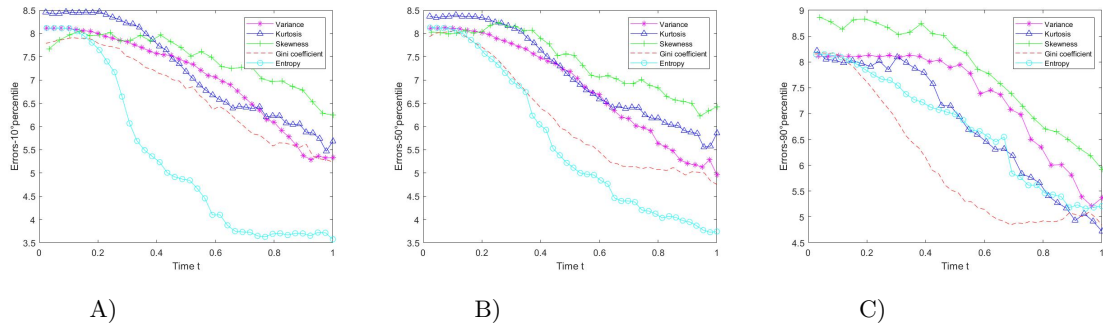 8.5
8
7.5
7
6.5
6
5.5
5
4.5
4
3.5
Errors-10°percentile
0 0.2 0.4 0.6 0.8 1
Time t
Variance
Kurtosis
Skewness
Gini coefficient
Entropy
A)
8.5
8
7.5
7
6.5
6
5.5
5
4.5
4
3.5
Errors-50°percentile
0 0.2 0.4 0.6 0.8 1
Time t
Variance
Kurtosis
Skewness
Gini coefficient
Entropy
B)
9
8.5
8
7.5
7
6.5
6
5.5
5
4.5
Errors-90°percentile
0 0.2 0.4 0.6 0.8 1
Time t
Variance
Kurtosis
Skewness
Gini coefficient
Entropy
C)